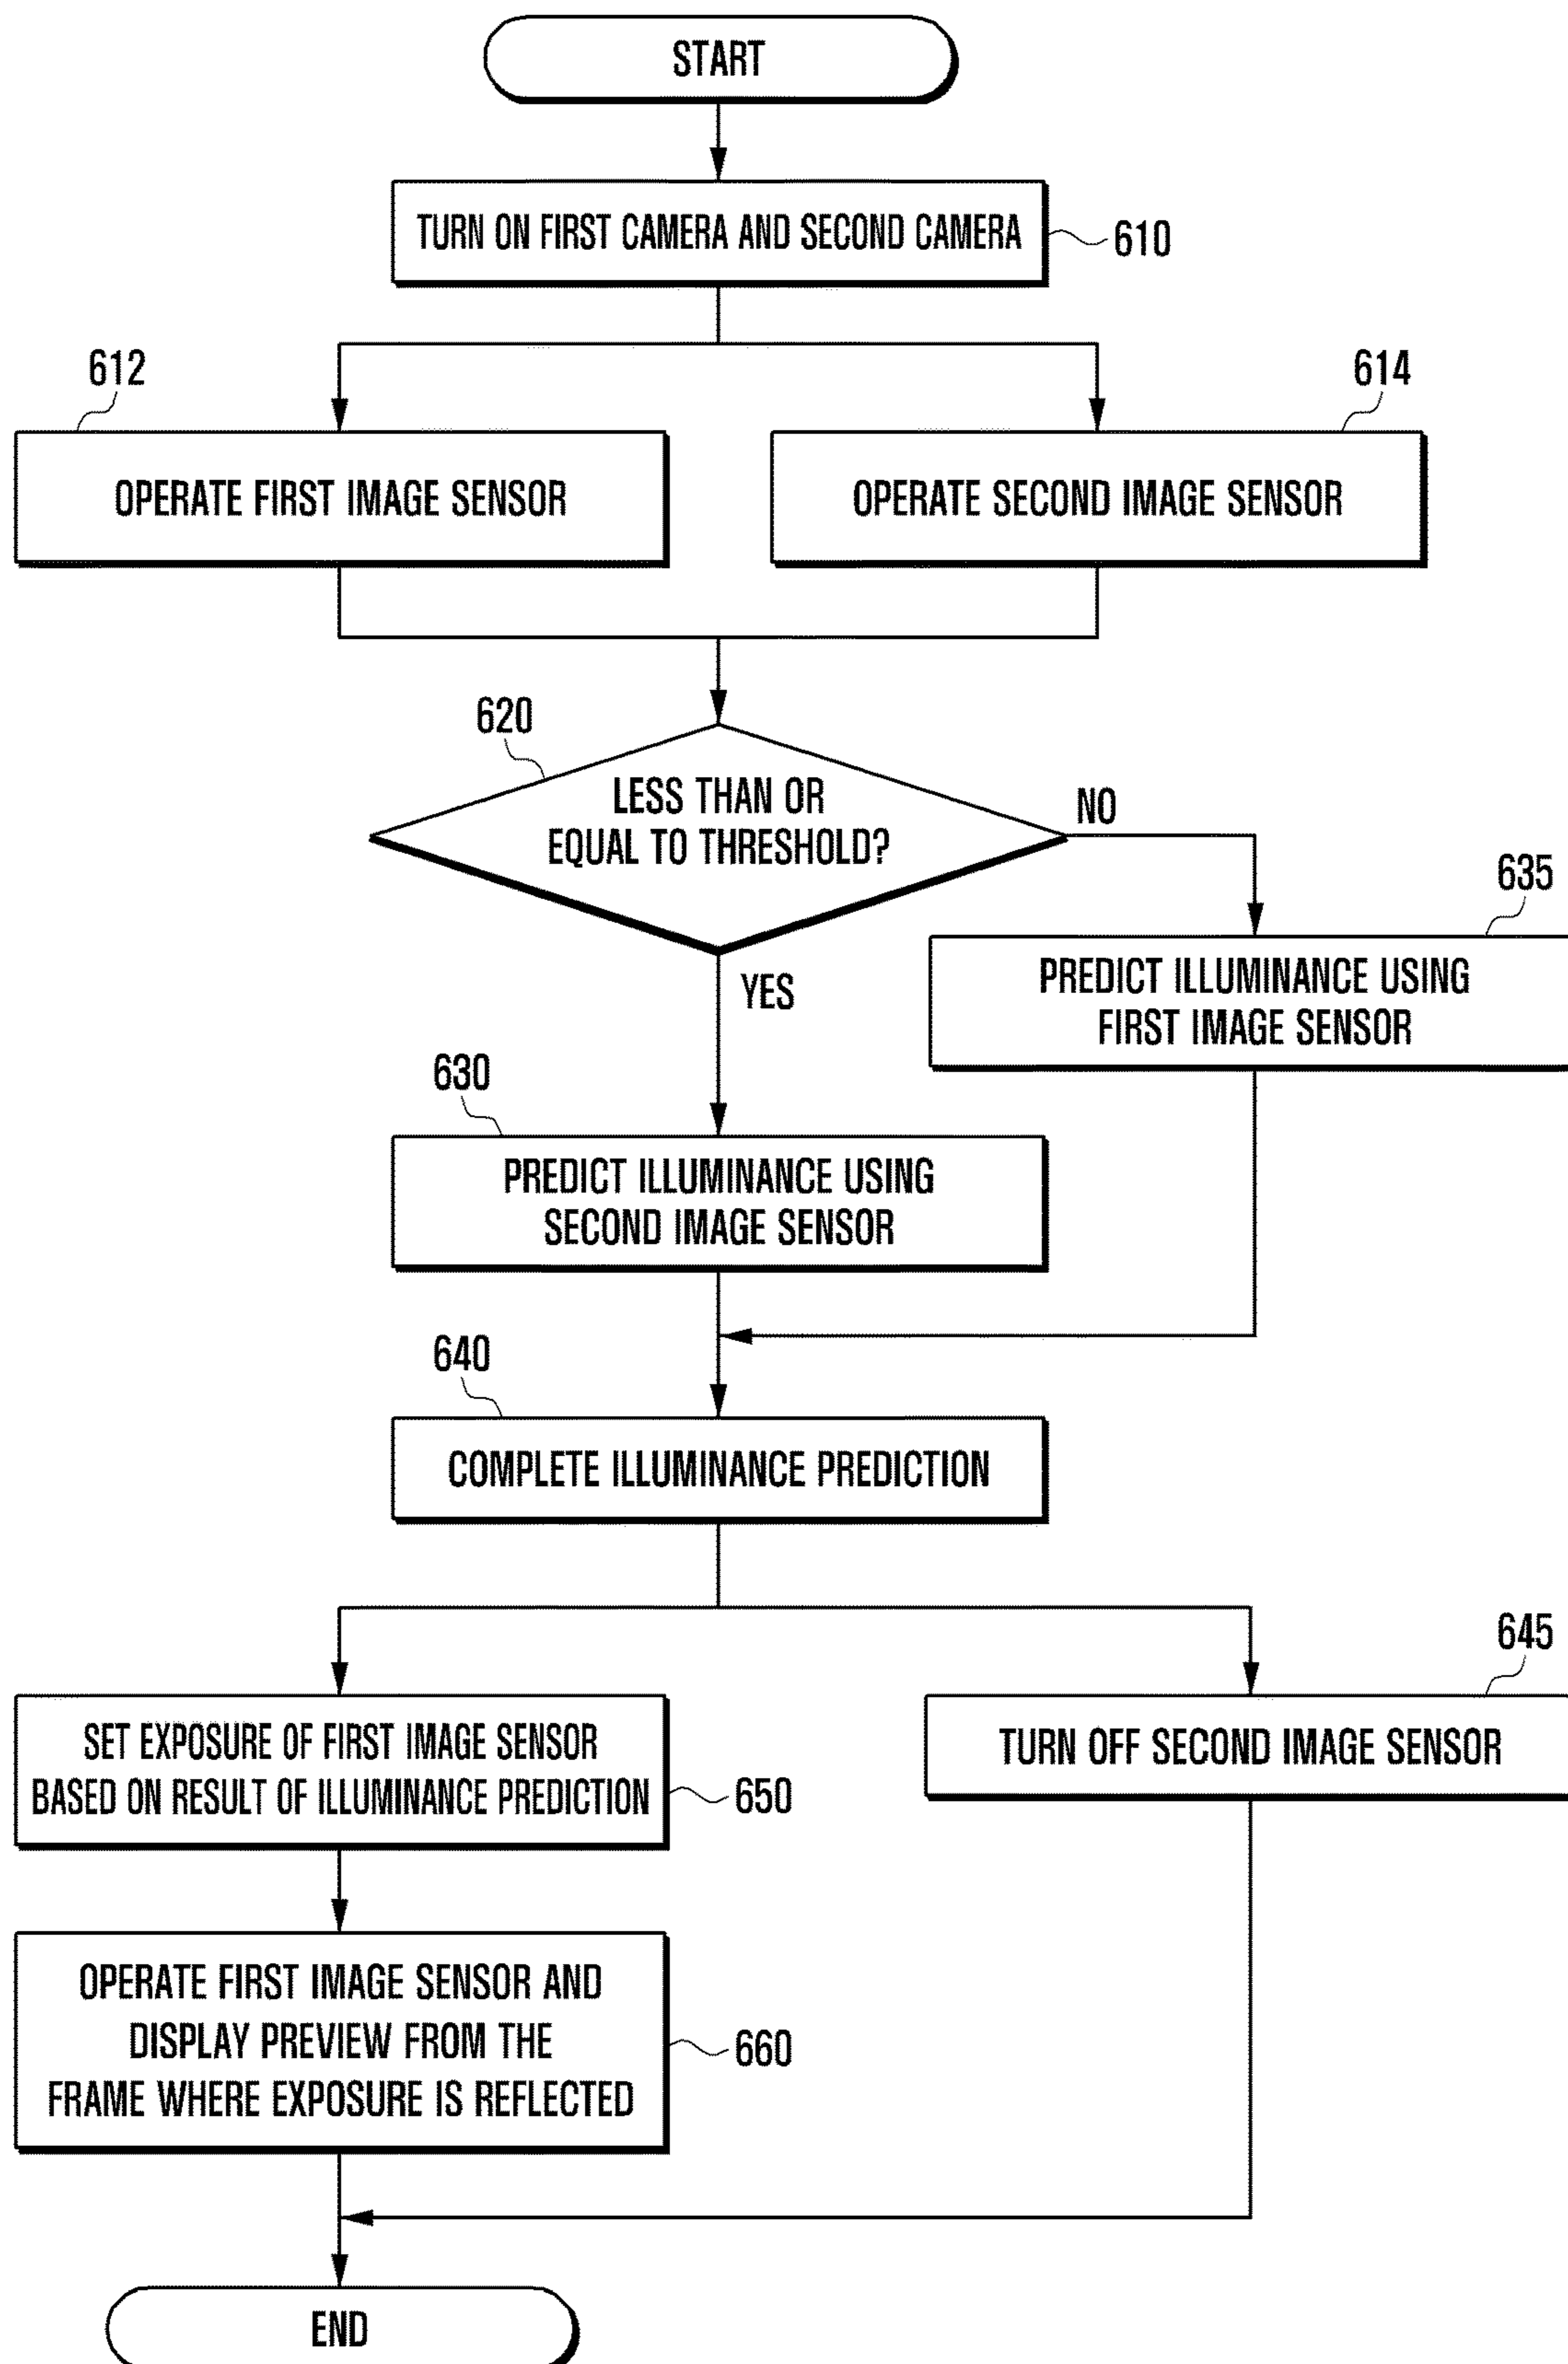 START
TURN ON FIRST CAMERA AND SECOND CAMERA
610
612
614
OPERATE FIRST IMAGE SENSOR
OPERATE SECOND IMAGE SENSOR
620
LESS THAN OR
EQUAL TO THRESHOLD?
NO
635
PREDICT ILLUMINANCE USING
FIRST IMAGE SENSOR
YES
630
PREDICT ILLUMINANCE USING
SECOND IMAGE SENSOR
640
COMPLETE ILLUMINANCE PREDICTION
645
SET EXPOSURE OF FIRST IMAGE SENSOR
BASED ON RESULT OF ILLUMINANCE PREDICTION
650
TURN OFF SECOND IMAGE SENSOR
OPERATE FIRST IMAGE SENSOR AND
DISPLAY PREVIEW FROM THE
FRAME WHERE EXPOSURE IS REFLECTED
660
END